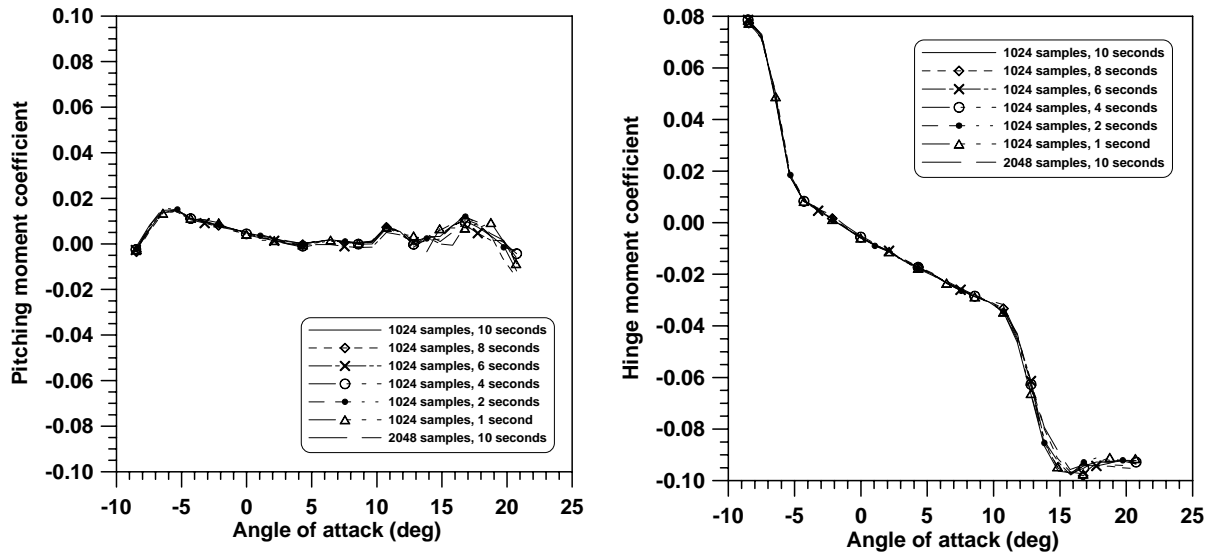 0.10
0.08
0.06
0.04
0.02
0.00
-0.02
-0.04
-0.06
-0.08
-0.10
Pitching moment coefficient
1024 samples, 10 seconds
1024 samples, 8 seconds
1024 samples, 6 seconds
1024 samples, 4 seconds
1024 samples, 2 seconds
1024 samples, 1 second
2048 samples, 10 seconds
-10 -5 0 5 10 15 20 25
Angle of attack (deg)
0.08
0.06
0.04
0.02
0.00
-0.02
-0.04
-0.06
-0.08
-0.10
Hinge moment coefficient
1024 samples, 10 seconds
1024 samples, 8 seconds
1024 samples, 6 seconds
1024 samples, 4 seconds
1024 samples, 2 seconds
1024 samples, 1 second
2048 samples, 10 seconds
-10 -5 0 5 10 15 20 25
Angle of attack (deg)